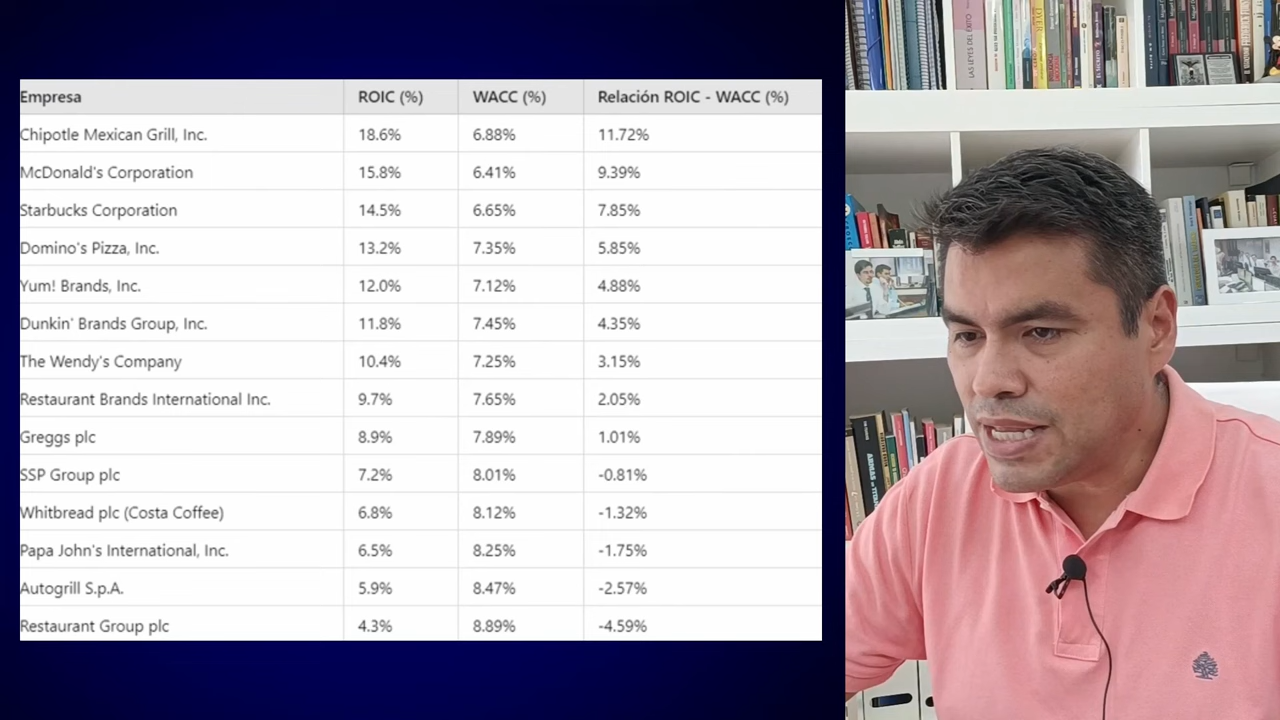 Empresa ROIC (%) WACC (%) Relación ROIC - WACC (%)
Chipotle Mexican Grill, Inc. 18.6% 6.88% 11.72%
McDonald's Corporation 15.8% 6.41% 9.39%
Starbucks Corporation 14.5% 6.65% 7.85%
Domino's Pizza, Inc. 13.2% 7.35% 5.85%
Yum! Brands, Inc. 12.0% 7.12% 4.88%
Dunkin' Brands Group, Inc. 11.8% 7.45% 4.35%
The Wendy's Company 10.4% 7.25% 3.15%
Restaurant Brands International Inc. 9.7% 7.65% 2.05%
Greggs plc 8.9% 7.89% 1.01%
SSP Group plc 7.2% 8.01% -0.81%
Whitbread plc (Costa Coffee) 6.8% 8.12% -1.32%
Papa John's International, Inc. 6.5% 8.25% -1.75%
Autogrill S.p.A. 5.9% 8.47% -2.57%
Restaurant Group plc 4.3% 8.89% -4.59%
LAS LEYES DEL ÉXITO
DYER